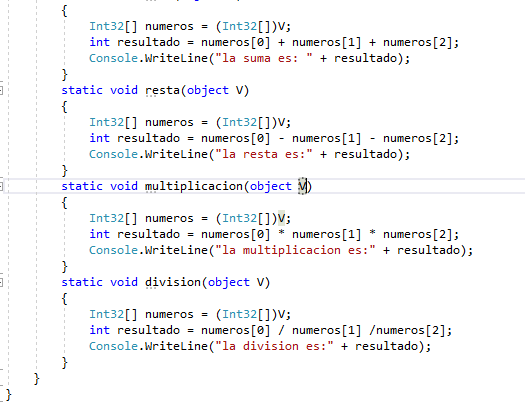 {
Int32[] numeros = (Int32[])V;
int resultado = numeros[0] + numeros[1] + numeros[2];
Console.WriteLine("la suma es: " + resultado);
}
static void resta(object V)
{
Int32[] numeros = (Int32[])V;
int resultado = numeros[0] - numeros[1] - numeros[2];
Console.WriteLine("la resta es:" + resultado);
}
static void multiplicacion(object V)
{
Int32[] numeros = (Int32[])V;
int resultado = numeros[0] * numeros[1] * numeros[2];
Console.WriteLine("la multiplicacion es:" + resultado);
}
static void division(object V)
{
Int32[] numeros = (Int32[])V;
int resultado = numeros[0] / numeros[1] /numeros[2];
Console.WriteLine("la division es:" + resultado);
}
}
}